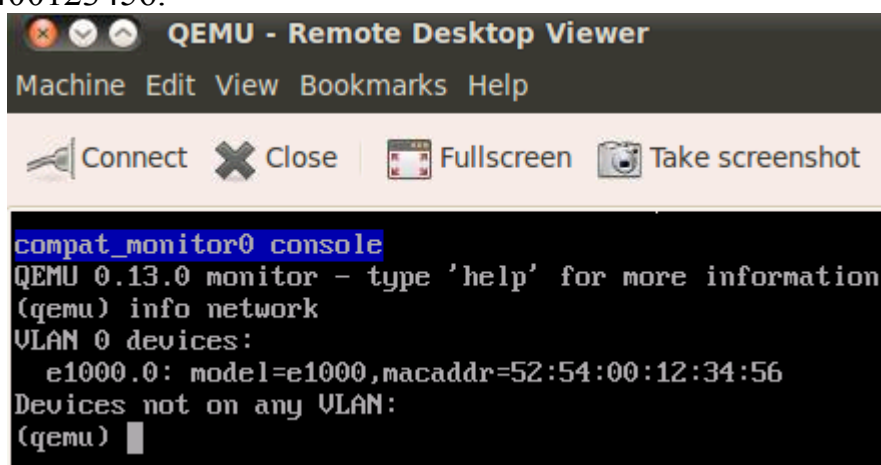 QEMU - Remote Desktop Viewer
Machine Edit View Bookmarks Help
Connect Close Fullscreen Take screenshot
compat_monitor0 console
QEMU 0.13.0 monitor - type 'help' for more information
(qemu) info network
VLAN 0 devices:
  e1000.0: model=e1000,macaddr=52:54:00:12:34:56
Devices not on any VLAN:
(qemu)